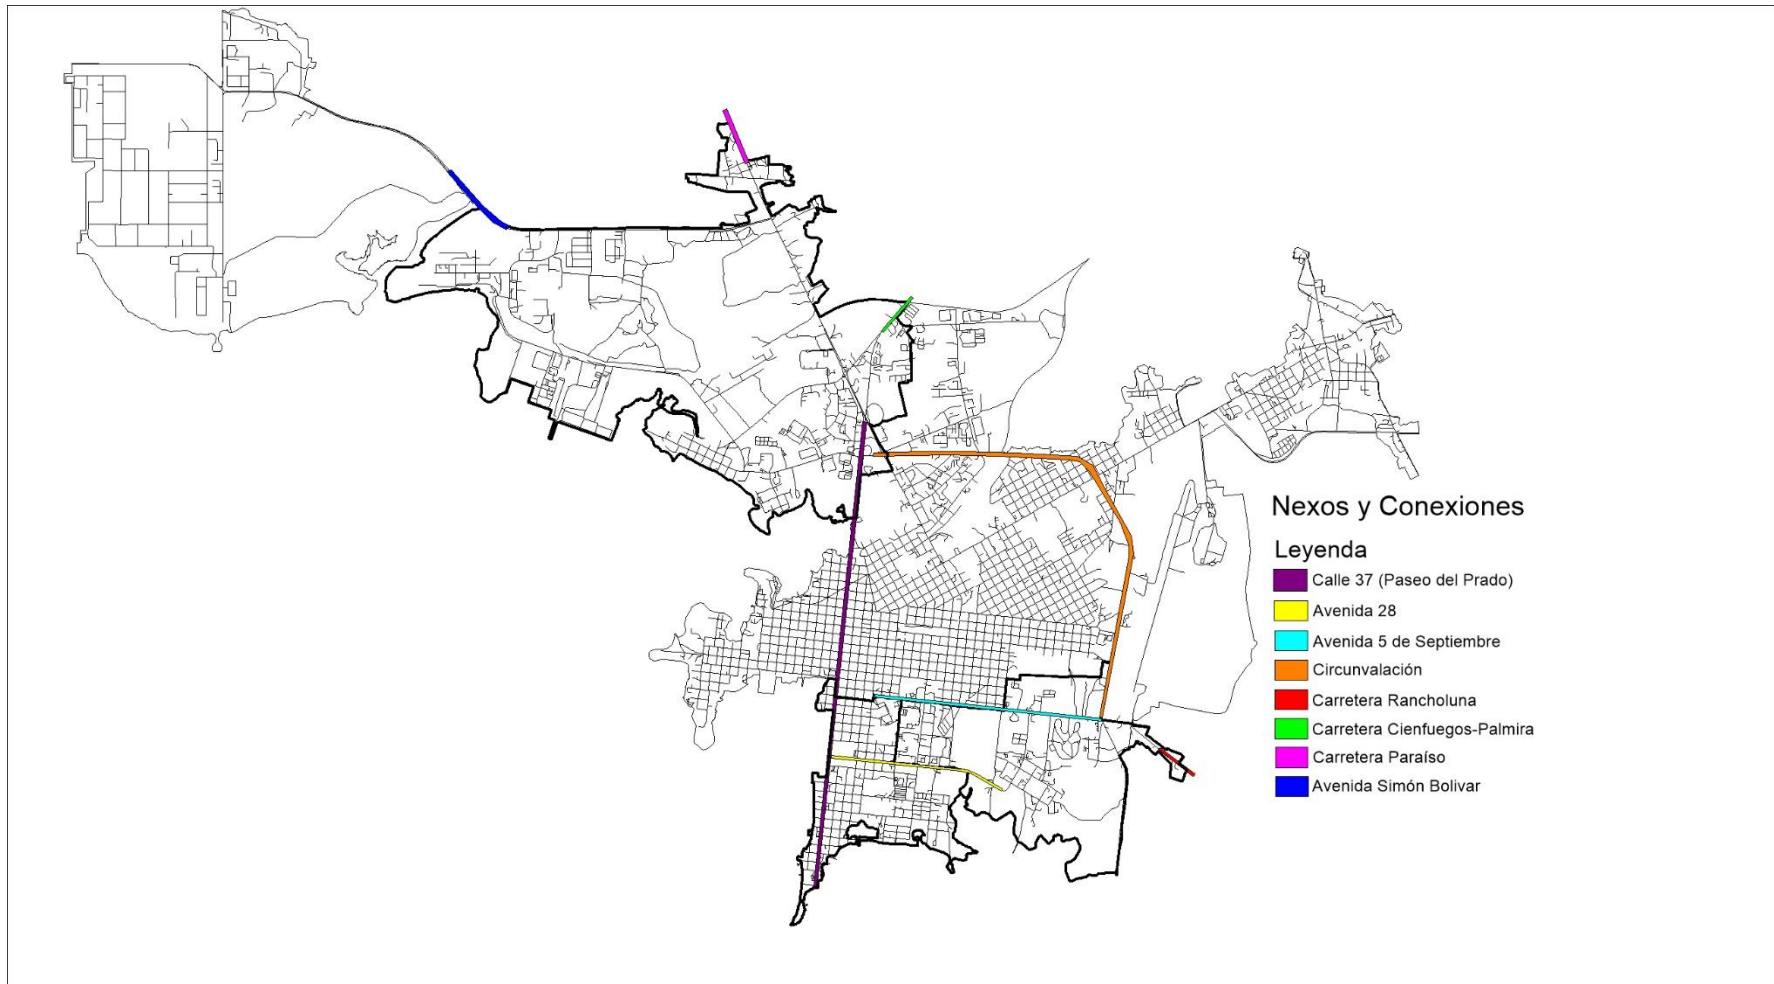 Nexos y Conexiones
Leyenda
Calle 37 (Paseo del Prado)
Avenida 28
Avenida 5 de Septiembre
Circunvalación
Carretera Rancholuna
Carretera Cienfuegos-Palmira
Carretera Paraíso
Avenida Simón Bolivar